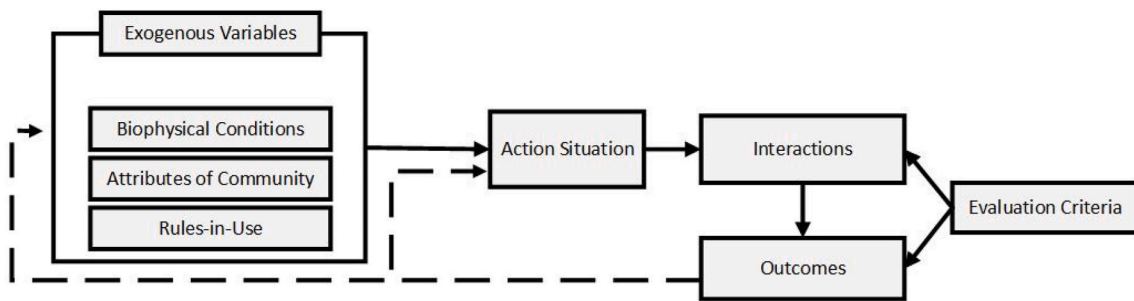 Exogenous Variables
Biophysical Conditions
Attributes of Community
Rules-in-Use
Action Situation
Interactions
Outcomes
Evaluation Criteria